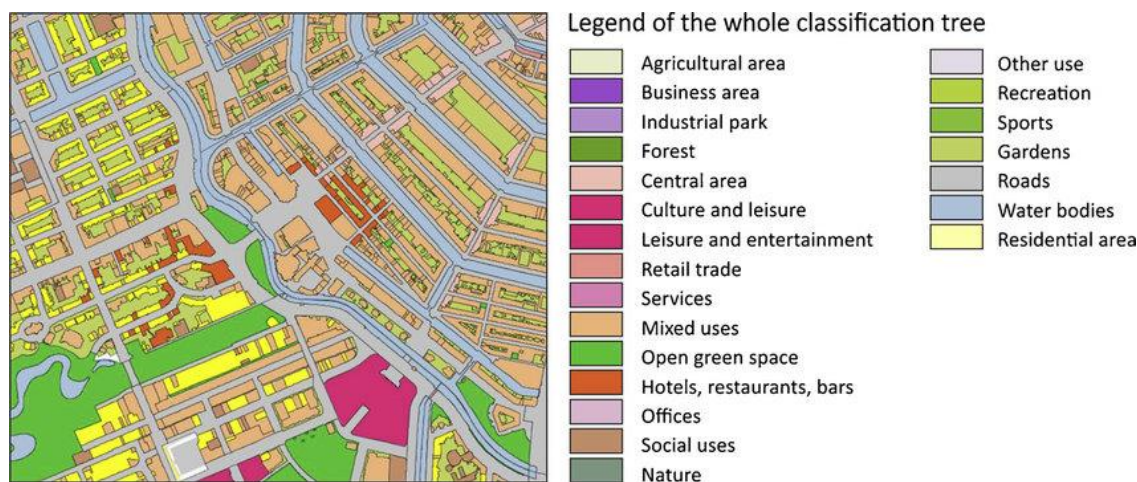 Legend of the whole classification tree
Agricultural area
Business area
Industrial park
Forest
Central area
Culture and leisure
Leisure and entertainment
Retail trade
Services
Mixed uses
Open green space
Hotels, restaurants, bars
Offices
Social uses
Nature
Other use
Recreation
Sports
Gardens
Roads
Water bodies
Residential area